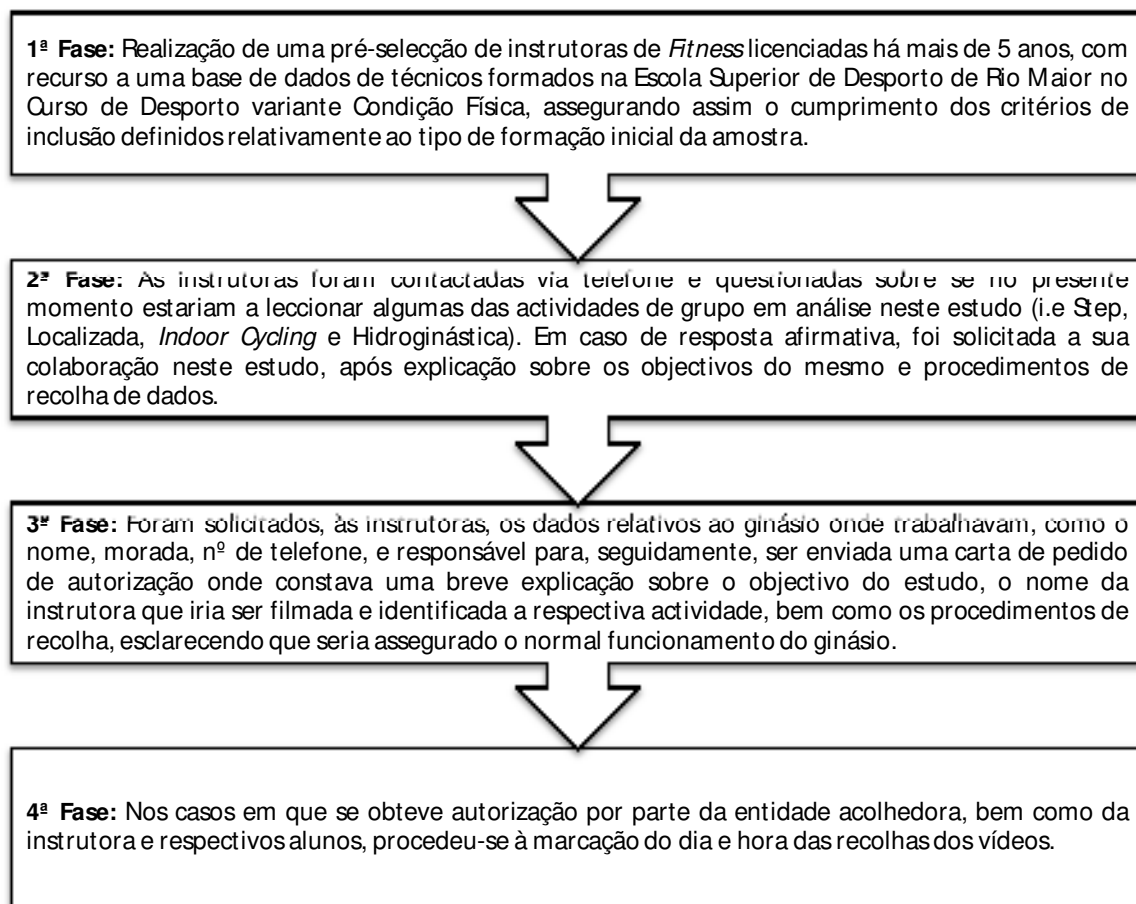 1ª Fase: Realização de uma pré-selecção de instrutoras de Fitness licenciadas há mais de 5 anos, com
recurso a uma base de dados de técnicos formados na Escola Superior de Desporto de Rio Maior no
Curso de Desporto variante Condição Física, assegurando assim o cumprimento dos critérios de
inclusão definidos relativamente ao tipo de formação inicial da amostra.
2ª Fase: As instrutoras foram contactadas via telefone e questionadas sobre se no presente
momento estariam a leccionar algumas das actividades de grupo em análise neste estudo (i.e Step,
Localizada, Indoor Cycling e Hidroginástica). Em caso de resposta afirmativa, foi solicitada a sua
colaboração neste estudo, após explicação sobre os objectivos do mesmo e procedimentos de
recolha de dados.
3ª Fase: Foram solicitados, às instrutoras, os dados relativos ao ginásio onde trabalhavam, como o
nome, morada, nº de telefone, e responsável para, seguidamente, ser enviada uma carta de pedido
de autorização onde constava uma breve explicação sobre o objectivo do estudo, o nome da
instrutora que iria ser filmada e identificada a respectiva actividade, bem como os procedimentos de
recolha, esclarecendo que seria assegurado o normal funcionamento do ginásio.
4ª Fase: Nos casos em que se obteve autorização por parte da entidade acolhedora, bem como da
instrutora e respectivos alunos, procedeu-se à marcação do dia e hora das recolhas dos vídeos.